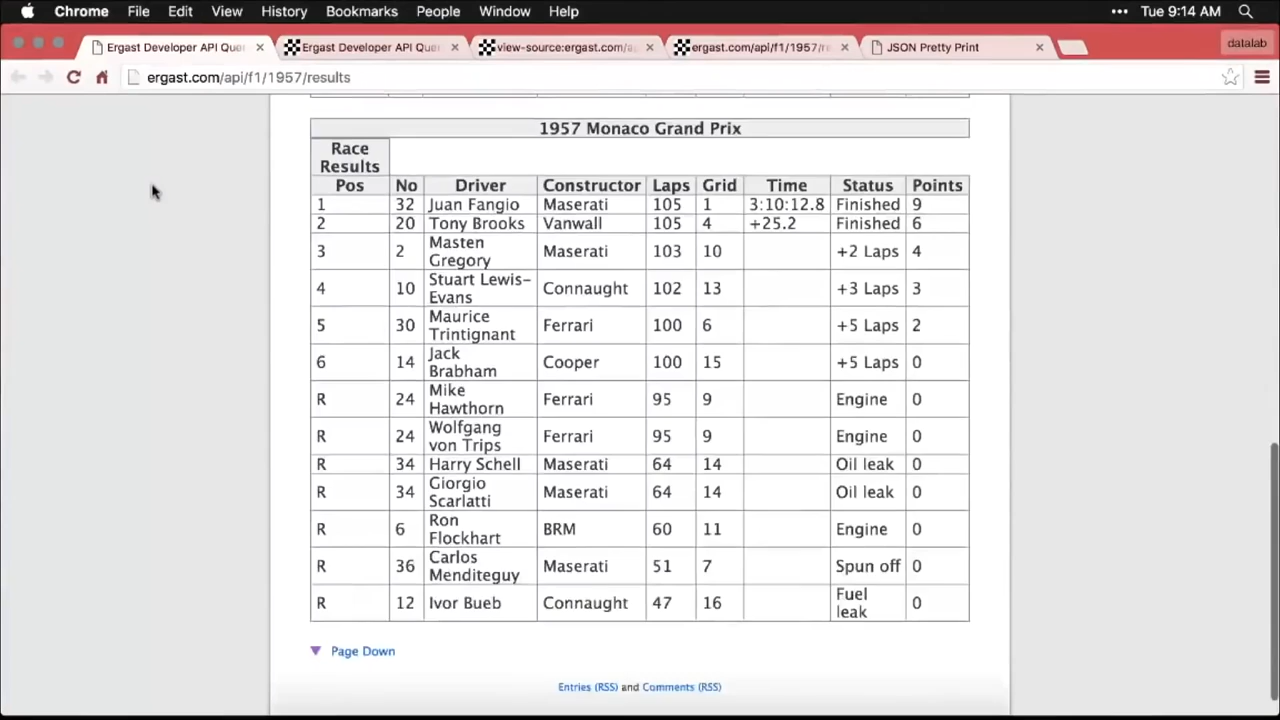 Chrome File Edit View History Bookmarks People Window Help ••• Tue 9:14 AM
Ergast Developer API Que × Ergast Developer API Que × view-source:ergast.com/a × ergast.com/api/f1/1957/re × JSON Pretty Print × datalab
ergast.com/api/f1/1957/results
1957 Monaco Grand Prix
Race
Results
Pos No Driver Constructor Laps Grid Time Status Points
1 32 Juan Fangio Maserati 105 1 3:10:12.8 Finished 9
2 20 Tony Brooks Vanwall 105 4 +25.2 Finished 6
3 2 Masten Gregory Maserati 103 10 +2 Laps 4
4 10 Stuart Lewis-Evans Connaught 102 13 +3 Laps 3
5 30 Maurice Trintignant Ferrari 100 6 +5 Laps 2
6 14 Jack Brabham Cooper 100 15 +5 Laps 0
R 24 Mike Hawthorn Ferrari 95 9 Engine 0
R 24 Wolfgang von Trips Ferrari 95 9 Engine 0
R 34 Harry Schell Maserati 64 14 Oil leak 0
R 34 Giorgio Scarlatti Maserati 64 14 Oil leak 0
R 6 Ron Flockhart BRM 60 11 Engine 0
R 36 Carlos Menditeguy Maserati 51 7 Spun off 0
R 12 Ivor Bueb Connaught 47 16 Fuel leak 0
Page Down
Entries (RSS) and Comments (RSS)